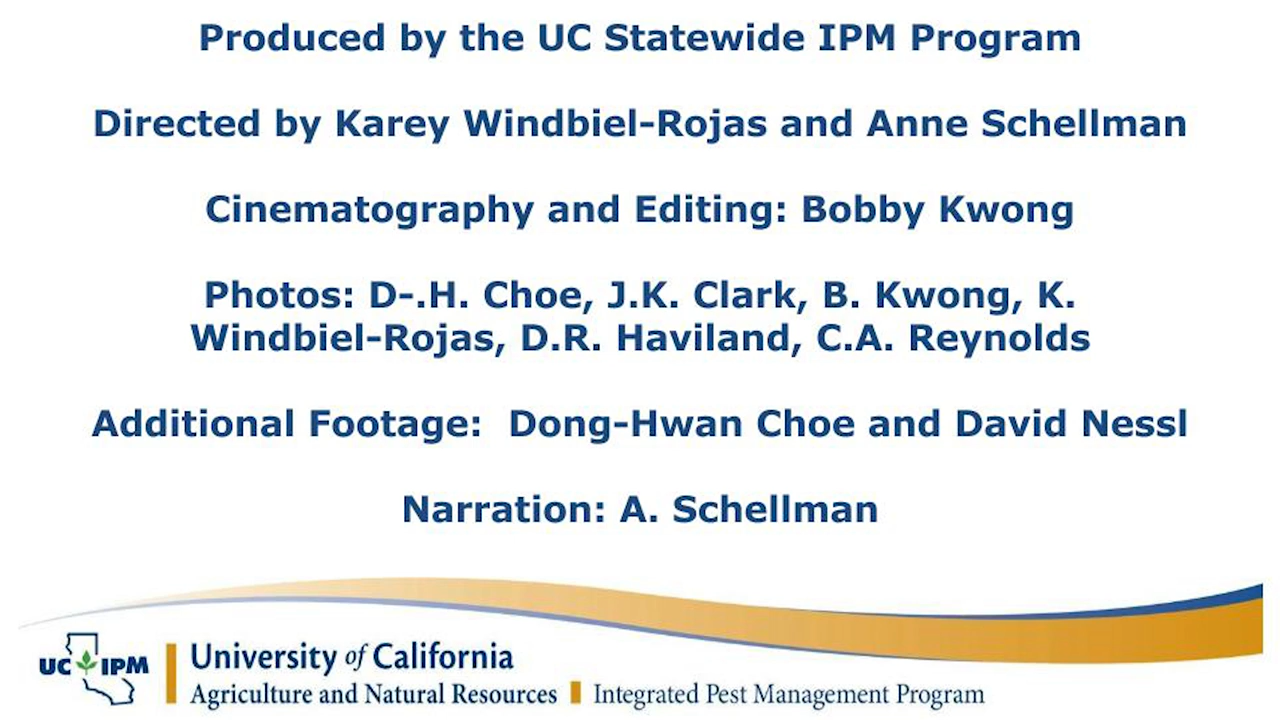 Produced by the UC Statewide IPM Program
Directed by Karey Windbiel-Rojas and Anne Schellman
Cinematography and Editing: Bobby Kwong
Photos: D-.H. Choe, J.K. Clark, B. Kwong, K.
Windbiel-Rojas, D.R. Haviland, C.A. Reynolds
Additional Footage:  Dong-Hwan Choe and David Nessl
Narration: A. Schellman
UC IPM
University of California
Agriculture and Natural Resources Integrated Pest Management Program